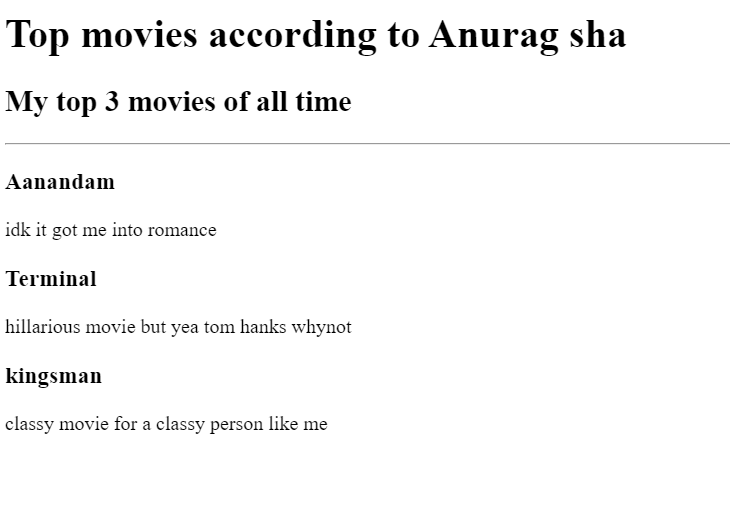 Top movies according to Anurag sha
My top 3 movies of all time
Aanandam
idk it got me into romance
Terminal
hillarious movie but yea tom hanks whynot
kingsman
classy movie for a classy person like me